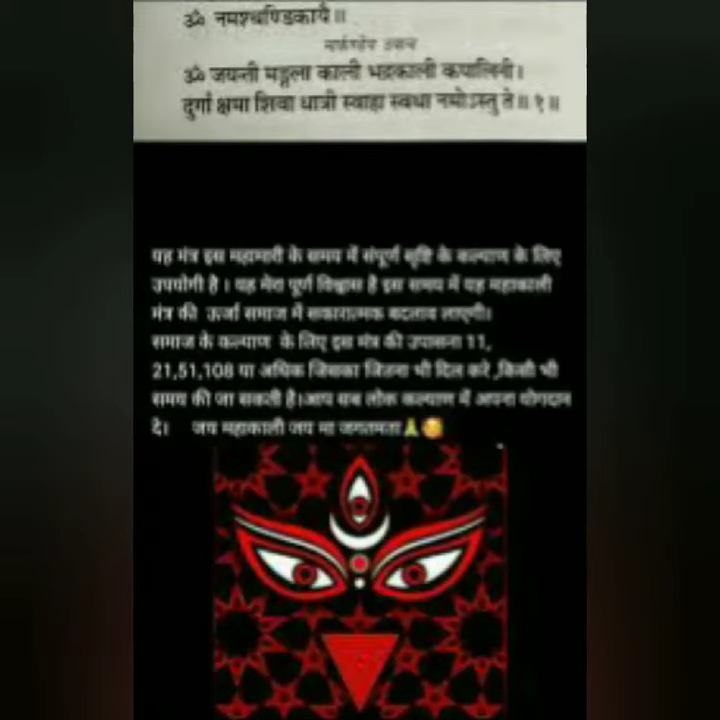 ॐ नमश्चण्डिकायै॥
मार्कण्डेय उवाच
ॐ जयन्ती मङ्गला काली भद्रकाली कपालिनी।
दुर्गा क्षमा शिवा धात्री स्वाहा स्वधा नमोऽस्तु ते॥१॥
यह मंत्र इस महामारी के समय में संपूर्ण सृष्टि के कल्याण के लिए
उपयोगी है। यह मेरा पूर्ण विश्वास है इस समय में यह महाकाली
मंत्र की ऊर्जा समाज में सकारात्मक बदलाव लाएगी।
समाज के कल्याण के लिए इस मंत्र की उपासना 11,
21,51,108 या अधिक जिसका जितना भी दिल करे ,किसी भी
समय की जा सकती है।आप सब लोक कल्याण में अपना योगदान
दे। जय महाकाली जय मा जगतमता🙏😊